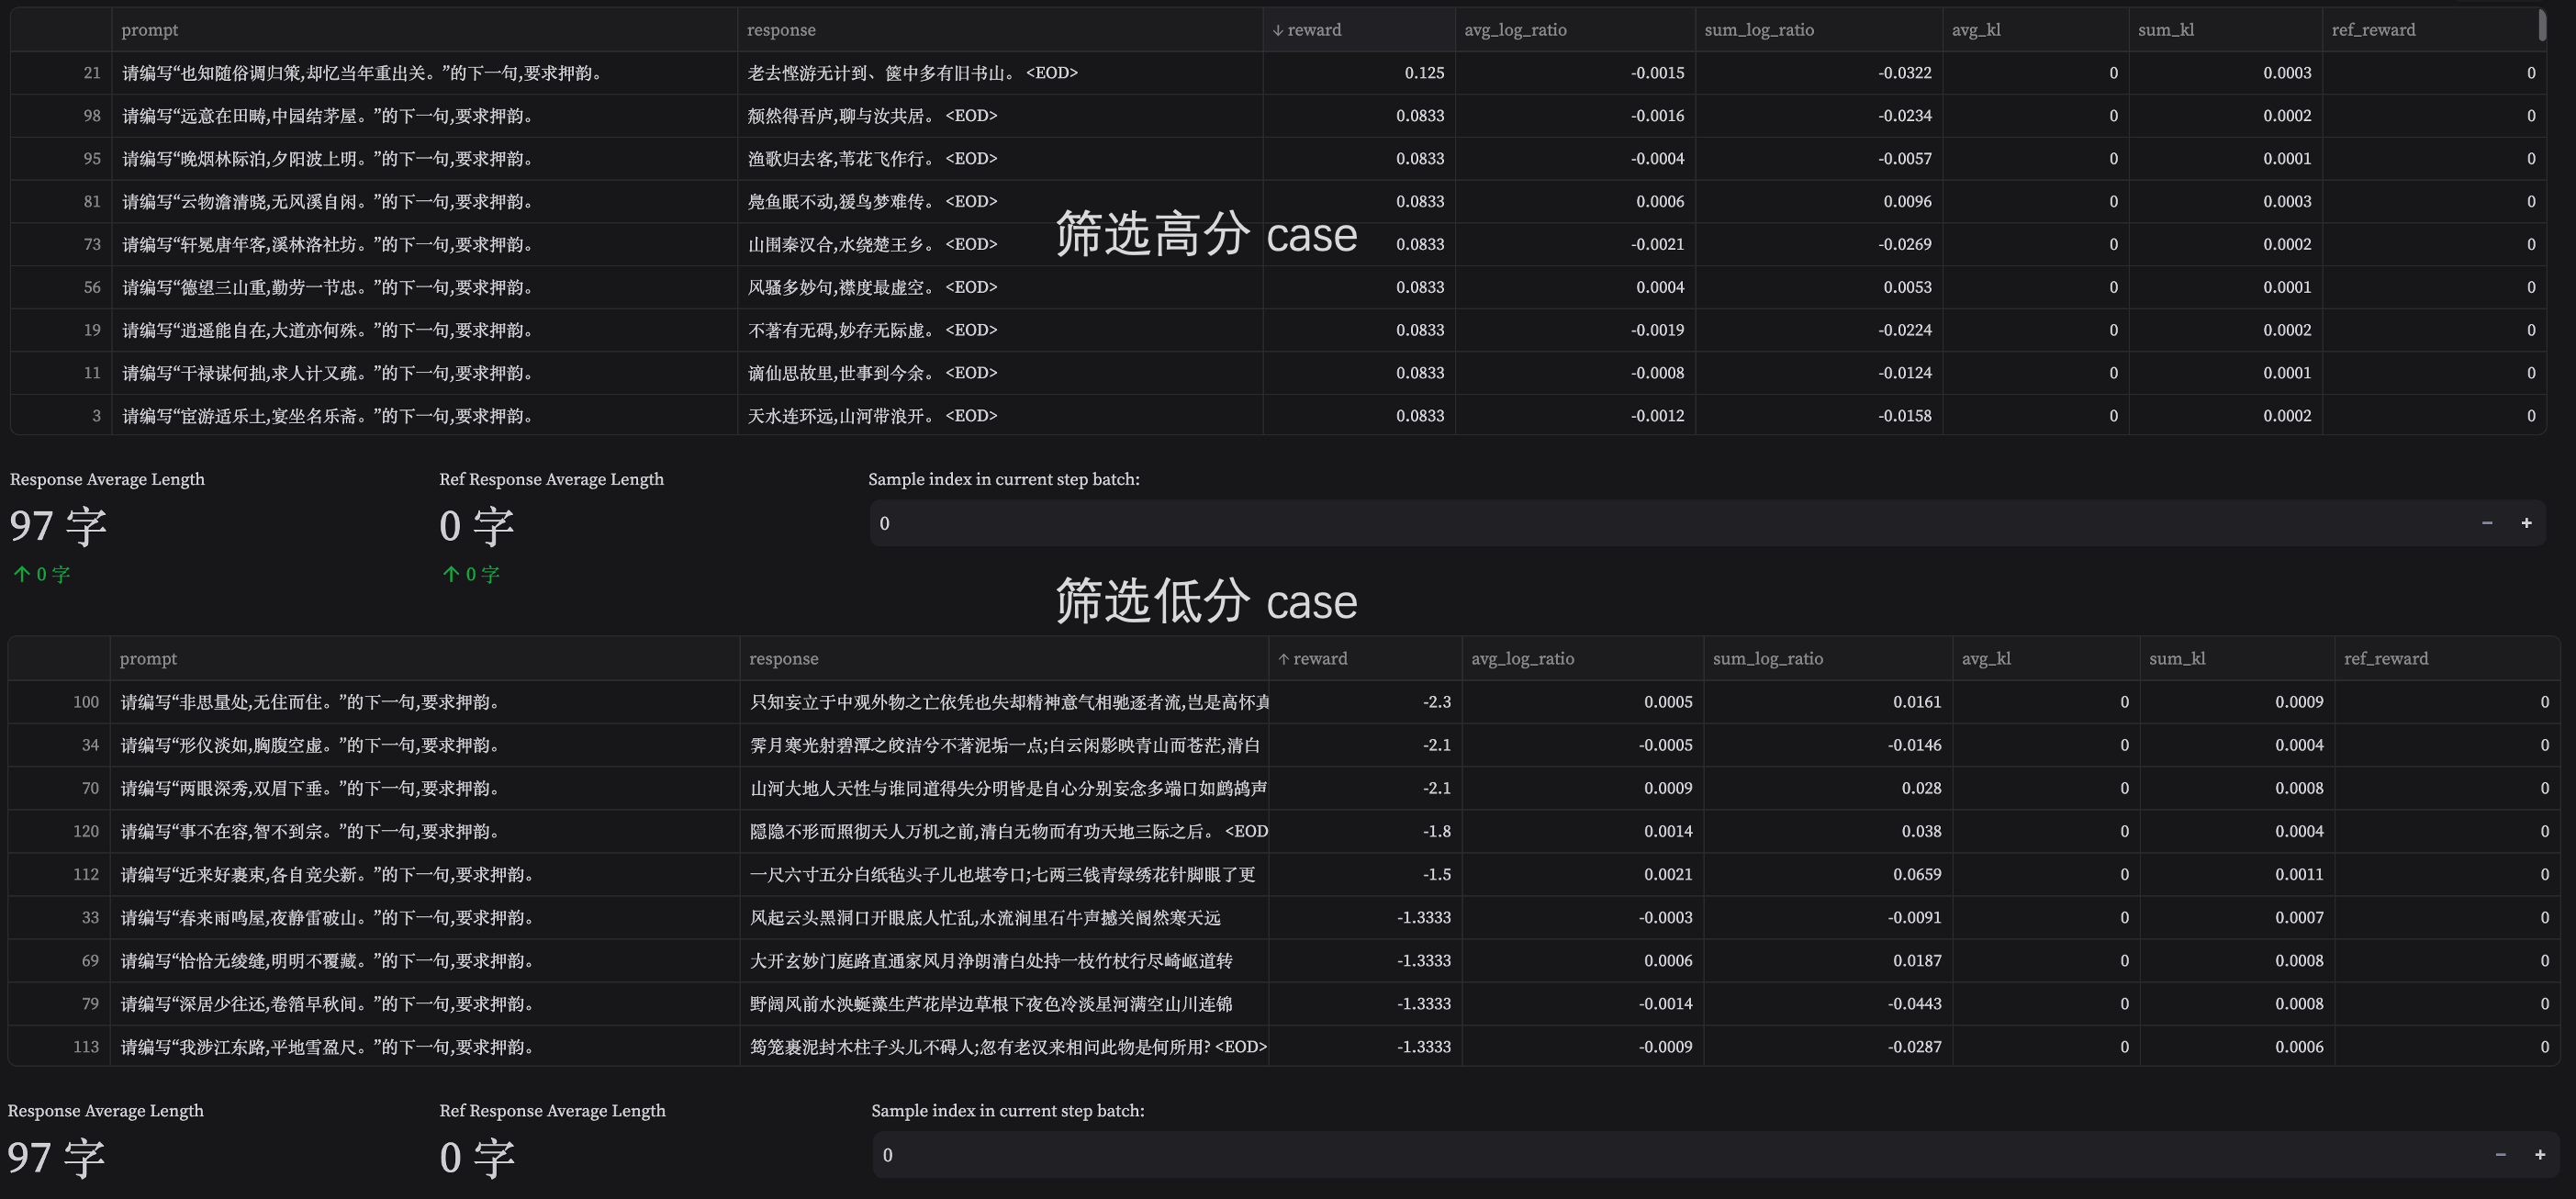 prompt response ↓ reward avg_log_ratio sum_log_ratio avg_kl sum_kl ref_reward
21 请编写“也知随俗调归策,却忆当年重出关。”的下一句,要求押韵。 老去悭游无计到、箧中多有旧书山。 <EOD> 0.125 -0.0015 -0.0322 0 0.0003 0
98 请编写“远意在田畴,中园结茅屋。”的下一句,要求押韵。 颓然得吾庐,聊与汝共居。 <EOD> 0.0833 -0.0016 -0.0234 0 0.0002 0
95 请编写“晚烟林际泊,夕阳波上明。”的下一句,要求押韵。 渔歌归去客,苇花飞作行。 <EOD> 0.0833 -0.0004 -0.0057 0 0.0001 0
81 请编写“云物澹清晓,无风溪自闲。”的下一句,要求押韵。 凫鱼眠不动,猨鸟梦难传。 <EOD> 0.0833 0.0006 0.0096 0 0.0003 0
筛选高分 case
73 请编写“轩冕唐年客,溪林洛社坊。”的下一句,要求押韵。 山围秦汉合,水绕楚王乡。 <EOD> 0.0833 -0.0021 -0.0269 0 0.0002 0
56 请编写“德望三山重,勤劳一节忠。”的下一句,要求押韵。 风骚多妙句,襟度最虚空。 <EOD> 0.0833 0.0004 0.0053 0 0.0001 0
19 请编写“逍遥能自在,大道亦何殊。”的下一句,要求押韵。 不著有无碍,妙存无际虚。 <EOD> 0.0833 -0.0019 -0.0224 0 0.0002 0
11 请编写“干禄谋何拙,求人计又疏。”的下一句,要求押韵。 谪仙思故里,世事到今余。 <EOD> 0.0833 -0.0008 -0.0124 0 0.0001 0
3 请编写“宦游适乐土,宴坐名乐斋。”的下一句,要求押韵。 天水连环远,山河带浪开。 <EOD> 0.0833 -0.0012 -0.0158 0 0.0002 0
Response Average Length Ref Response Average Length Sample index in current step batch:
97 字 0 字 0 − +
↑ 0 字 ↑ 0 字
筛选低分 case
prompt response ↑ reward avg_log_ratio sum_log_ratio avg_kl sum_kl ref_reward
100 请编写“非思量处,无住而住。”的下一句,要求押韵。 只知妄立于中观外物之亡依凭也失却精神意气相驰逐者流,岂是高怀真 -2.3 0.0005 0.0161 0 0.0009 0
34 请编写“形仪淡如,胸腹空虚。”的下一句,要求押韵。 霁月寒光射碧潭之皎洁兮不著泥垢一点;白云闲影映青山而苍茫,清白 -2.1 -0.0005 -0.0146 0 0.0004 0
70 请编写“两眼深秀,双眉下垂。”的下一句,要求押韵。 山河大地人天性与谁同道得失分明皆是自心分别妄念多端口如鹧鸪声 -2.1 0.0009 0.028 0 0.0008 0
120 请编写“事不在容,智不到宗。”的下一句,要求押韵。 隠隐不形而照彻天人万机之前,清白无物而有功天地三际之后。 <EOD -1.8 0.0014 0.038 0 0.0004 0
112 请编写“近来好裹束,各自竞尖新。”的下一句,要求押韵。 一尺六寸五分白纸毡头子儿也堪夸口;七两三钱青绿绣花针脚眼了更 -1.5 0.0021 0.0659 0 0.0011 0
33 请编写“春来雨鸣屋,夜静雷破山。”的下一句,要求押韵。 风起云头黑洞口开眼底人忙乱,水流涧里石牛声撼关阁然寒天远 -1.3333 -0.0003 -0.0091 0 0.0007 0
69 请编写“恰恰无绫缝,明明不覆藏。”的下一句,要求押韵。 大开玄妙门庭路直通家风月净朗清白处持一枝竹杖行尽崎岖道转 -1.3333 0.0006 0.0187 0 0.0008 0
79 请编写“深居少往还,卷箔早秋间。”的下一句,要求押韵。 野阔风前水泱蜒藻生芦花岸边草根下夜色冷淡星河满空山川连锦 -1.3333 -0.0014 -0.0443 0 0.0008 0
113 请编写“我涉江东路,平地雪盈尺。”的下一句,要求押韵。 筠笼裹泥封木柱子头儿不碍人;忽有老汉来相问此物是何所用? <EOD> -1.3333 -0.0009 -0.0287 0 0.0006 0
Response Average Length Ref Response Average Length Sample index in current step batch:
97 字 0 字 0 − +